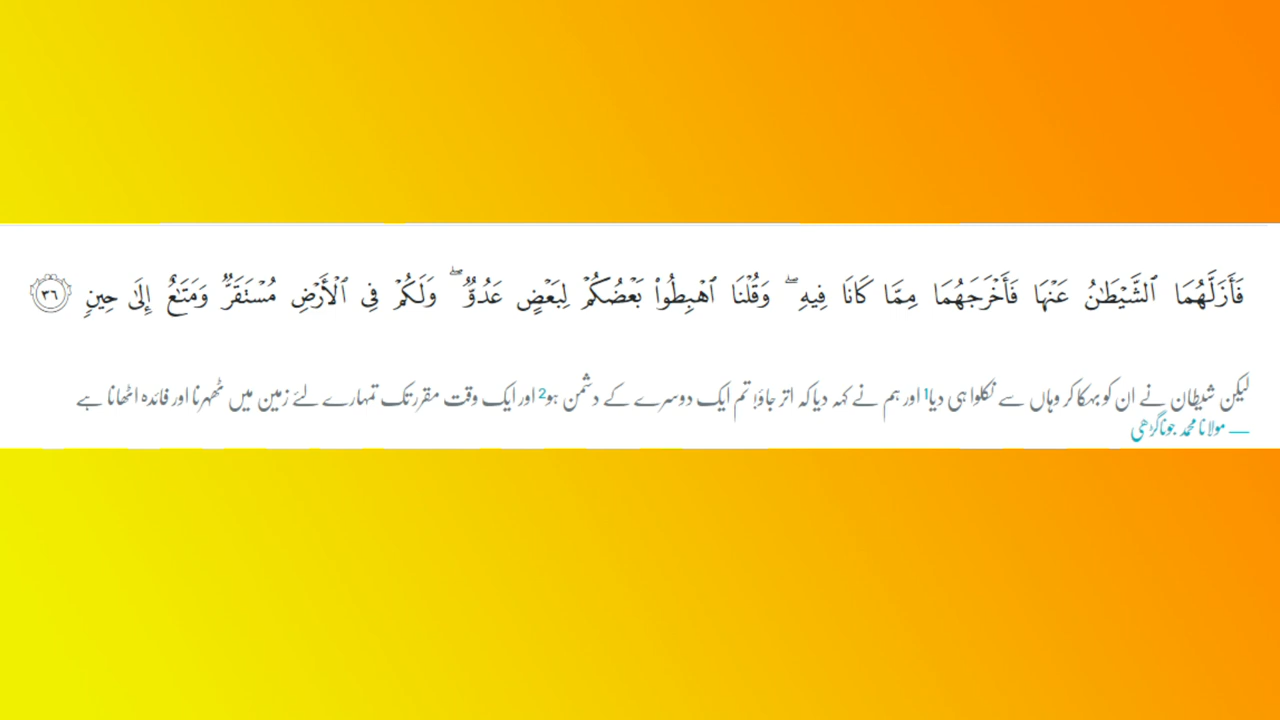 فَأَزَلَّهُمَا ٱلشَّيْطَـٰنُ عَنْهَا فَأَخْرَجَهُمَا مِمَّا كَانَا فِيهِ ۖ وَقُلْنَا ٱهْبِطُوا۟ بَعْضُكُمْ لِبَعْضٍ عَدُوٌّ ۖ وَلَكُمْ فِى ٱلْأَرْضِ مُسْتَقَرٌّ وَمَتَـٰعٌ إِلَىٰ حِينٍ ٣٦
لیکن شیطان نے ان کو بہکا کر وہاں سے نکلوا ہی دیا1 اور ہم نے کہہ دیا کہ اتر جاؤ! تم ایک دوسرے کے دشمن ہو2 اور ایک وقت مقرر تک تمہارے لئے زمین میں ٹھہرنا اور فائدہ اٹھانا ہے
— مولانا محمد جوناگڑھی